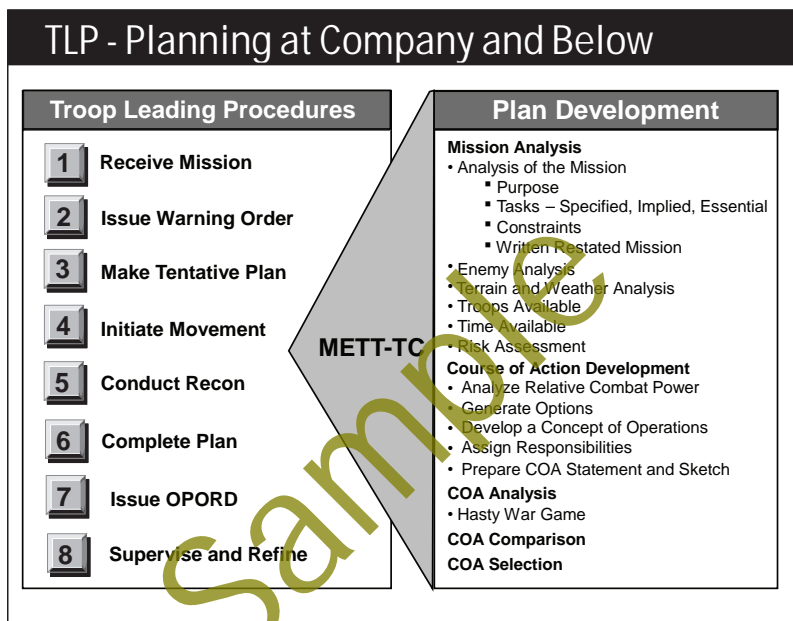 TLP - Planning at Company and Below
Troop Leading Procedures
1 Receive Mission
2 Issue Warning Order
3 Make Tentative Plan
4 Initiate Movement
5 Conduct Recon
6 Complete Plan
7 Issue OPORD
8 Supervise and Refine
METT-TC
Plan Development
Mission Analysis
• Analysis of the Mission
▪ Purpose
▪ Tasks – Specified, Implied, Essential
▪ Constraints
▪ Written Restated Mission
• Enemy Analysis
• Terrain and Weather Analysis
• Troops Available
• Time Available
• Risk Assessment
Course of Action Development
• Analyze Relative Combat Power
• Generate Options
• Develop a Concept of Operations
• Assign Responsibilities
• Prepare COA Statement and Sketch
COA Analysis
• Hasty War Game
COA Comparison
COA Selection
Sample